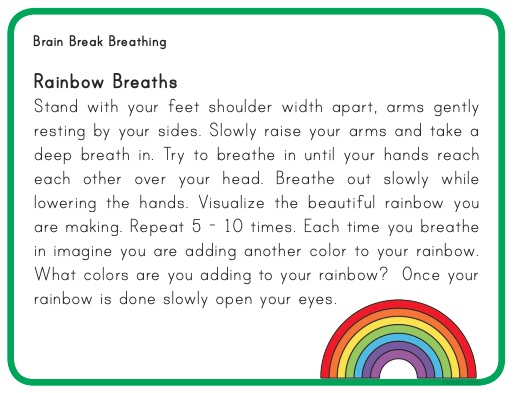 Brain Break Breathing
Rainbow Breaths
Stand with your feet shoulder width apart, arms gently
resting by your sides. Slowly raise your arms and take a
deep breath in. Try to breathe in until your hands reach
each other over your head. Breathe out slowly while
lowering the hands. Visualize the beautiful rainbow you
are making. Repeat 5 - 10 times. Each time you breathe
in imagine you are adding another color to your rainbow.
What colors are you adding to your rainbow? Once your
rainbow is done slowly open your eyes.